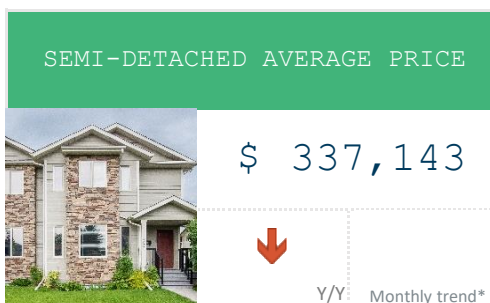 SEMI-DETACHED AVERAGE PRICE
$ 337,143
Y/Y
Monthly trend*